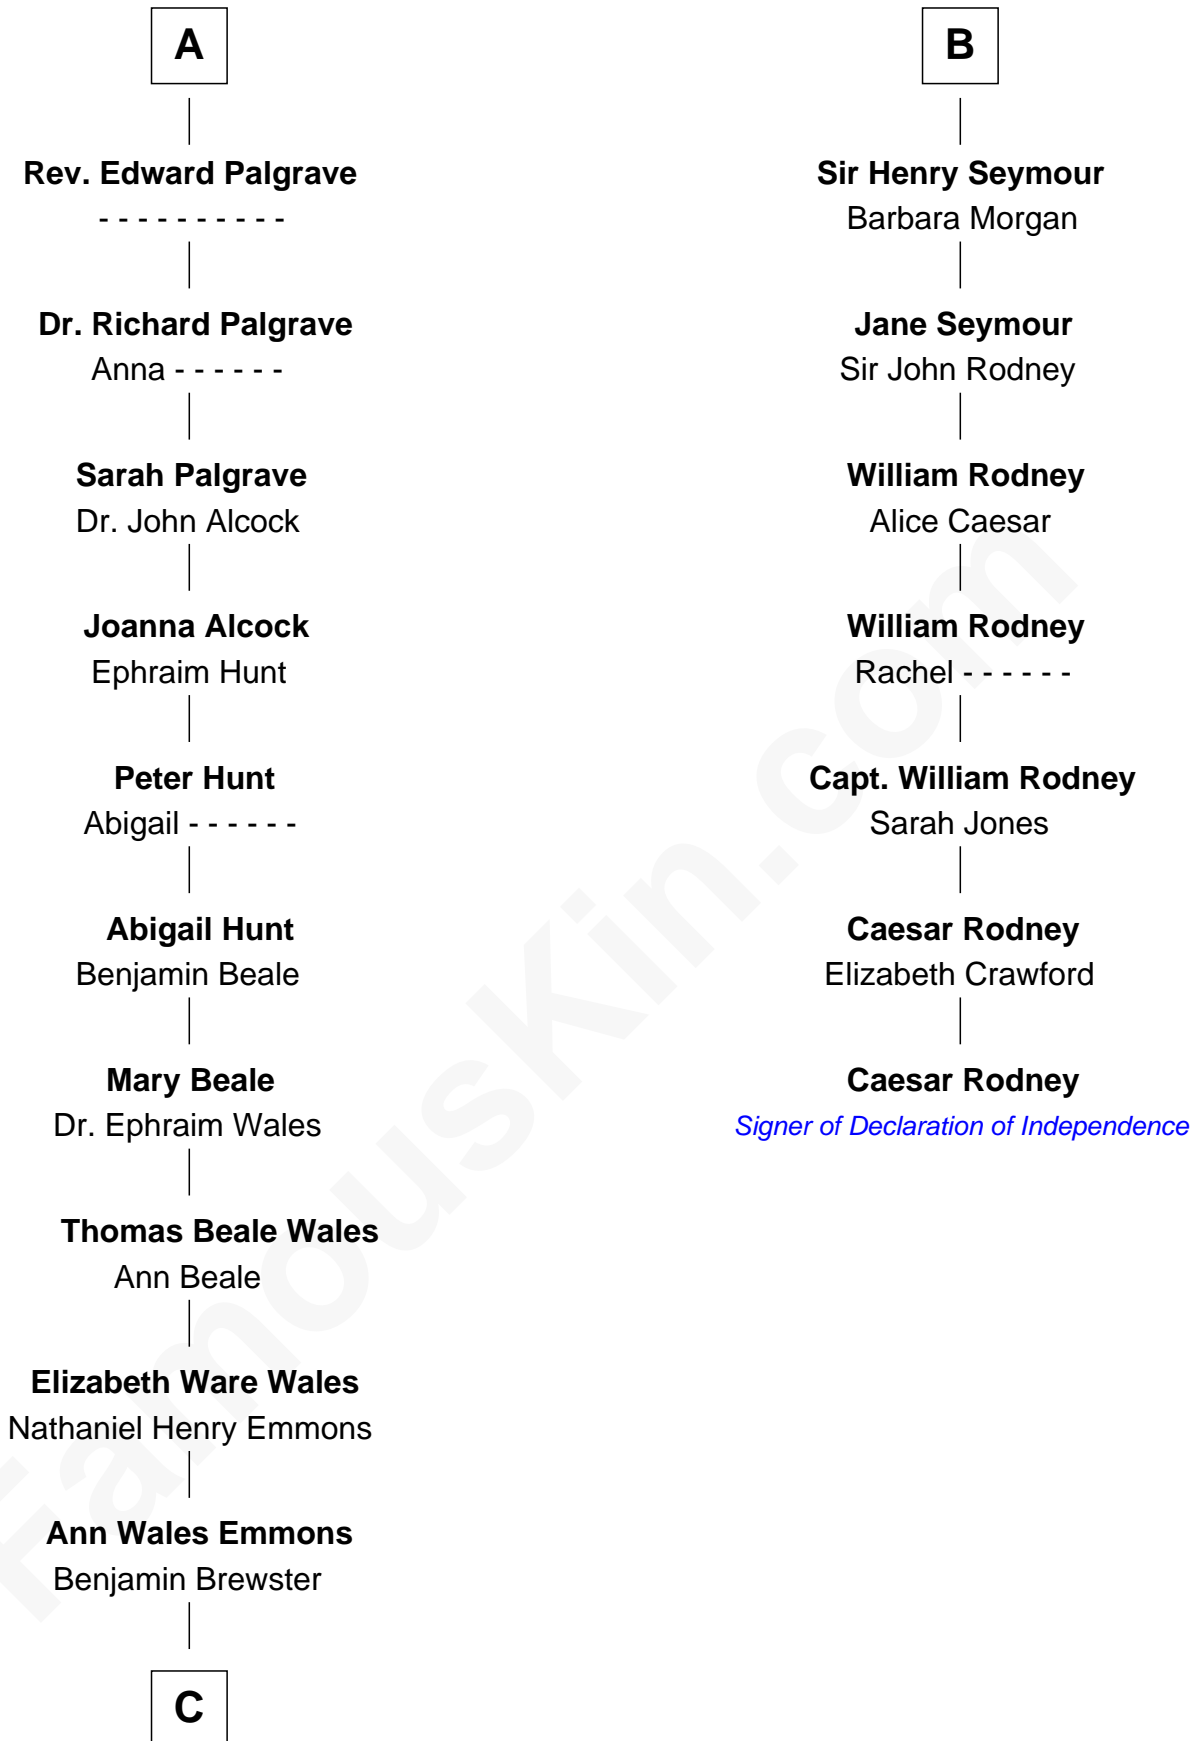 A
Rev. Edward Palgrave
- - - - - - - - - -
Dr. Richard Palgrave
Anna - - - - - -
Sarah Palgrave
Dr. John Alcock
Joanna Alcock
Ephraim Hunt
Peter Hunt
Abigail - - - - - -
Abigail Hunt
Benjamin Beale
Mary Beale
Dr. Ephraim Wales
Thomas Beale Wales
Ann Beale
Elizabeth Ware Wales
Nathaniel Henry Emmons
Ann Wales Emmons
Benjamin Brewster
C
B
Sir Henry Seymour
Barbara Morgan
Jane Seymour
Sir John Rodney
William Rodney
Alice Caesar
William Rodney
Rachel - - - - - -
Capt. William Rodney
Sarah Jones
Caesar Rodney
Elizabeth Crawford
Caesar Rodney
Signer of Declaration of Independence
FamousKin.com